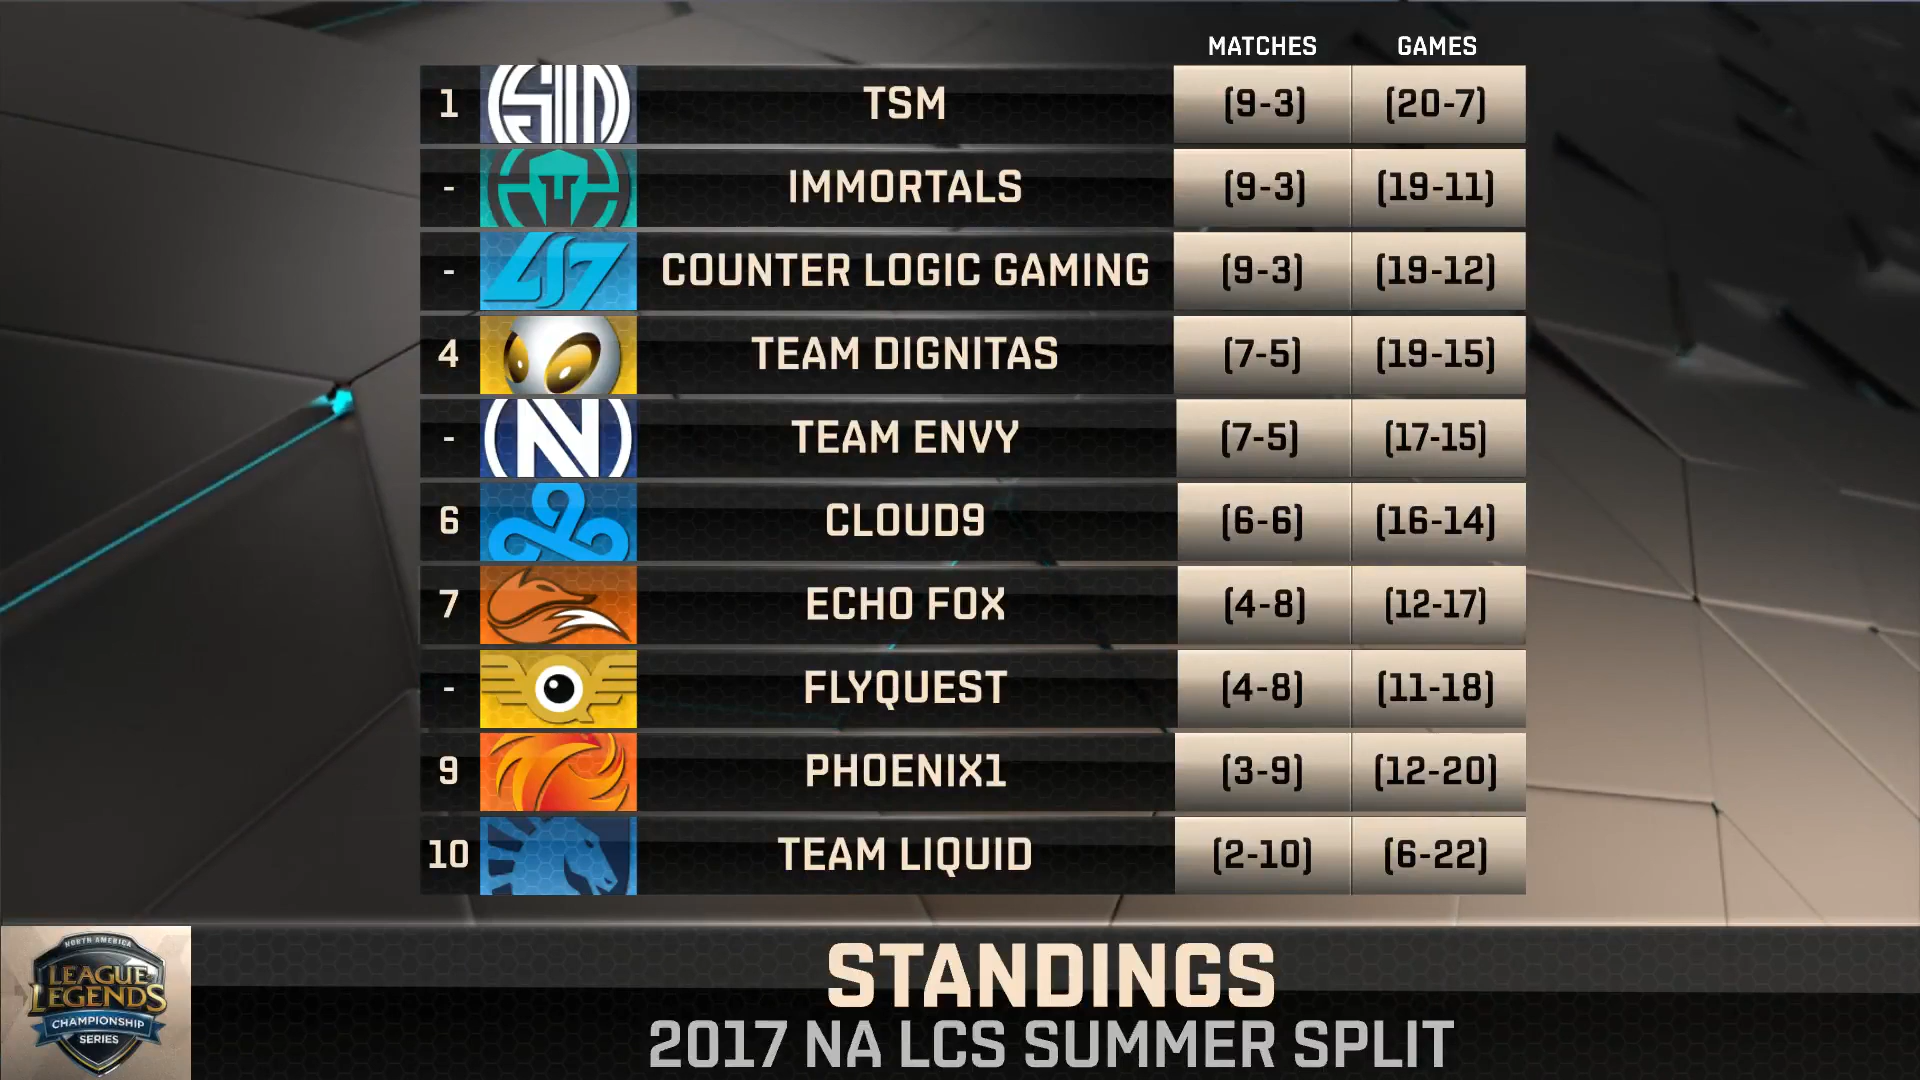 MATCHES GAMES
1 TSM (9-3) (20-7)
- IMMORTALS (9-3) (19-11)
- COUNTER LOGIC GAMING (9-3) (19-12)
4 TEAM DIGNITAS (7-5) (19-15)
- TEAM ENVY (7-5) (17-15)
6 CLOUD9 (6-6) (16-14)
7 ECHO FOX (4-8) (12-17)
- FLYQUEST (4-8) (11-18)
9 PHOENIX1 (3-9) (12-20)
10 TEAM LIQUID (2-10) (6-22)
NORTH AMERICA
LEAGUE
LEGENDS
CHAMPIONSHIP
SERIES
STANDINGS
2017 NA LCS SUMMER SPLIT